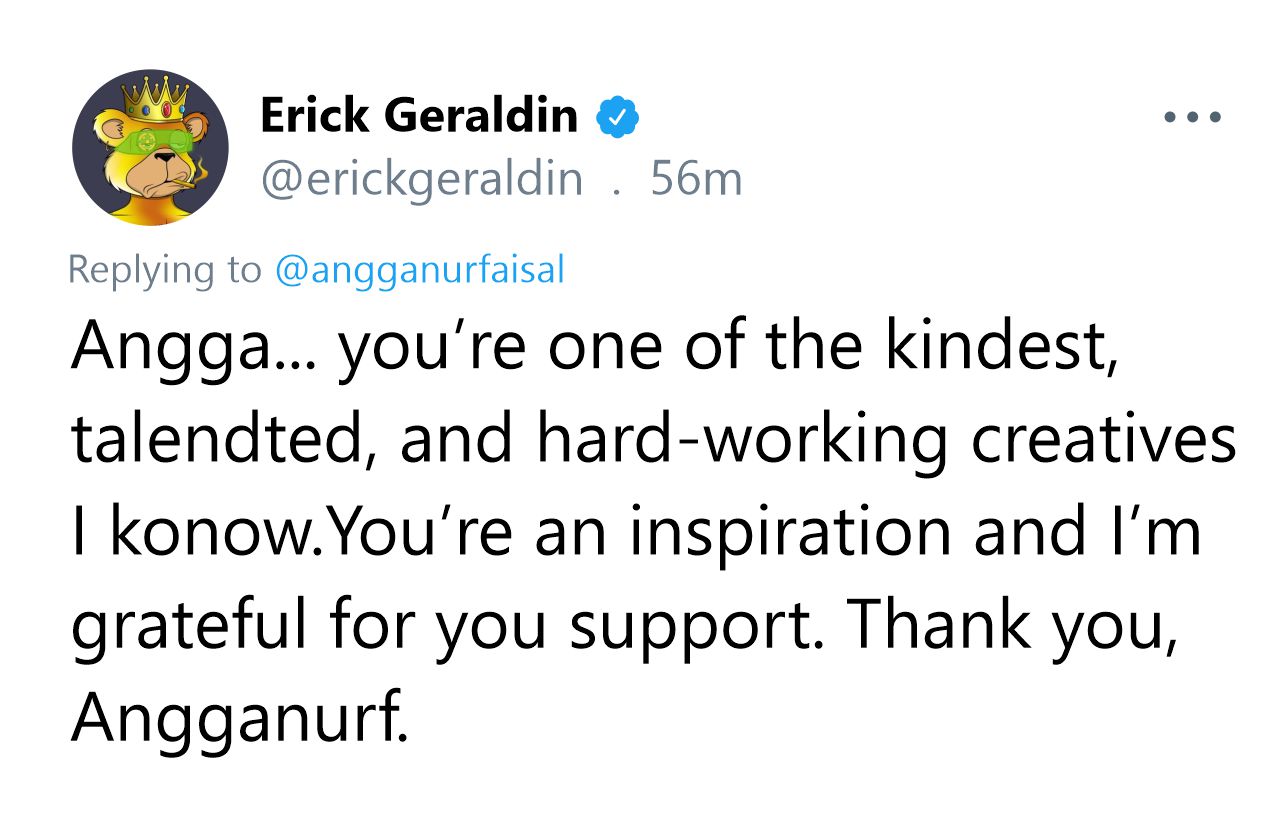 Erick Geraldin
@erickgeraldin . 56m
Replying to @angganurfaisal
Angga... you’re one of the kindest,
talendted, and hard-working creatives
I konow.You’re an inspiration and I’m
grateful for you support. Thank you,
Angganurf.